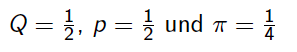 Q = 1/2, p = 1/2 und π = 1/4